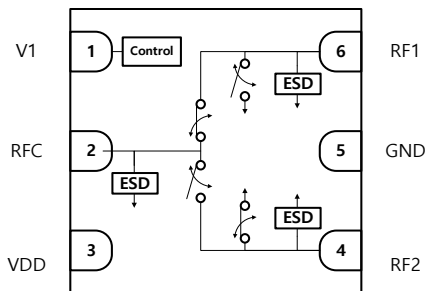 V1 1 Control 6 RF1
ESD
RFC 2 5 GND
ESD ESD
VDD 3 4 RF2